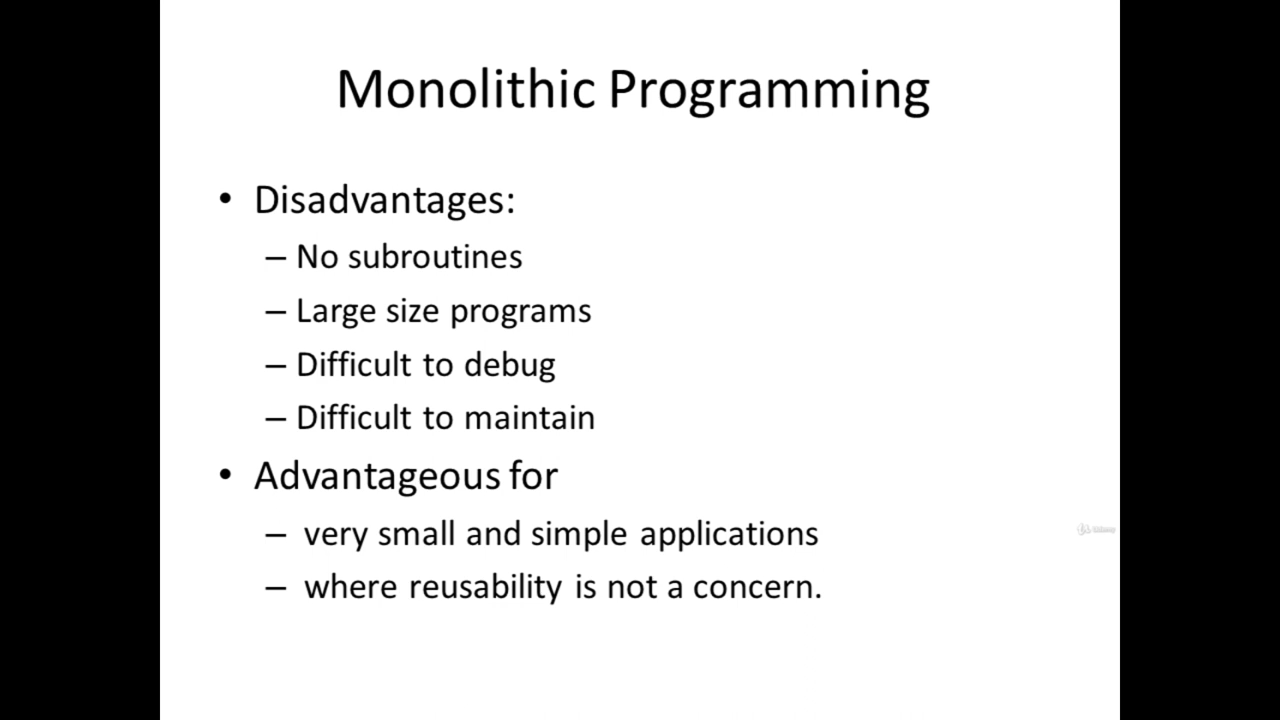 Monolithic Programming
• Disadvantages:
– No subroutines
– Large size programs
– Difficult to debug
– Difficult to maintain
• Advantageous for
– very small and simple applications
– where reusability is not a concern.